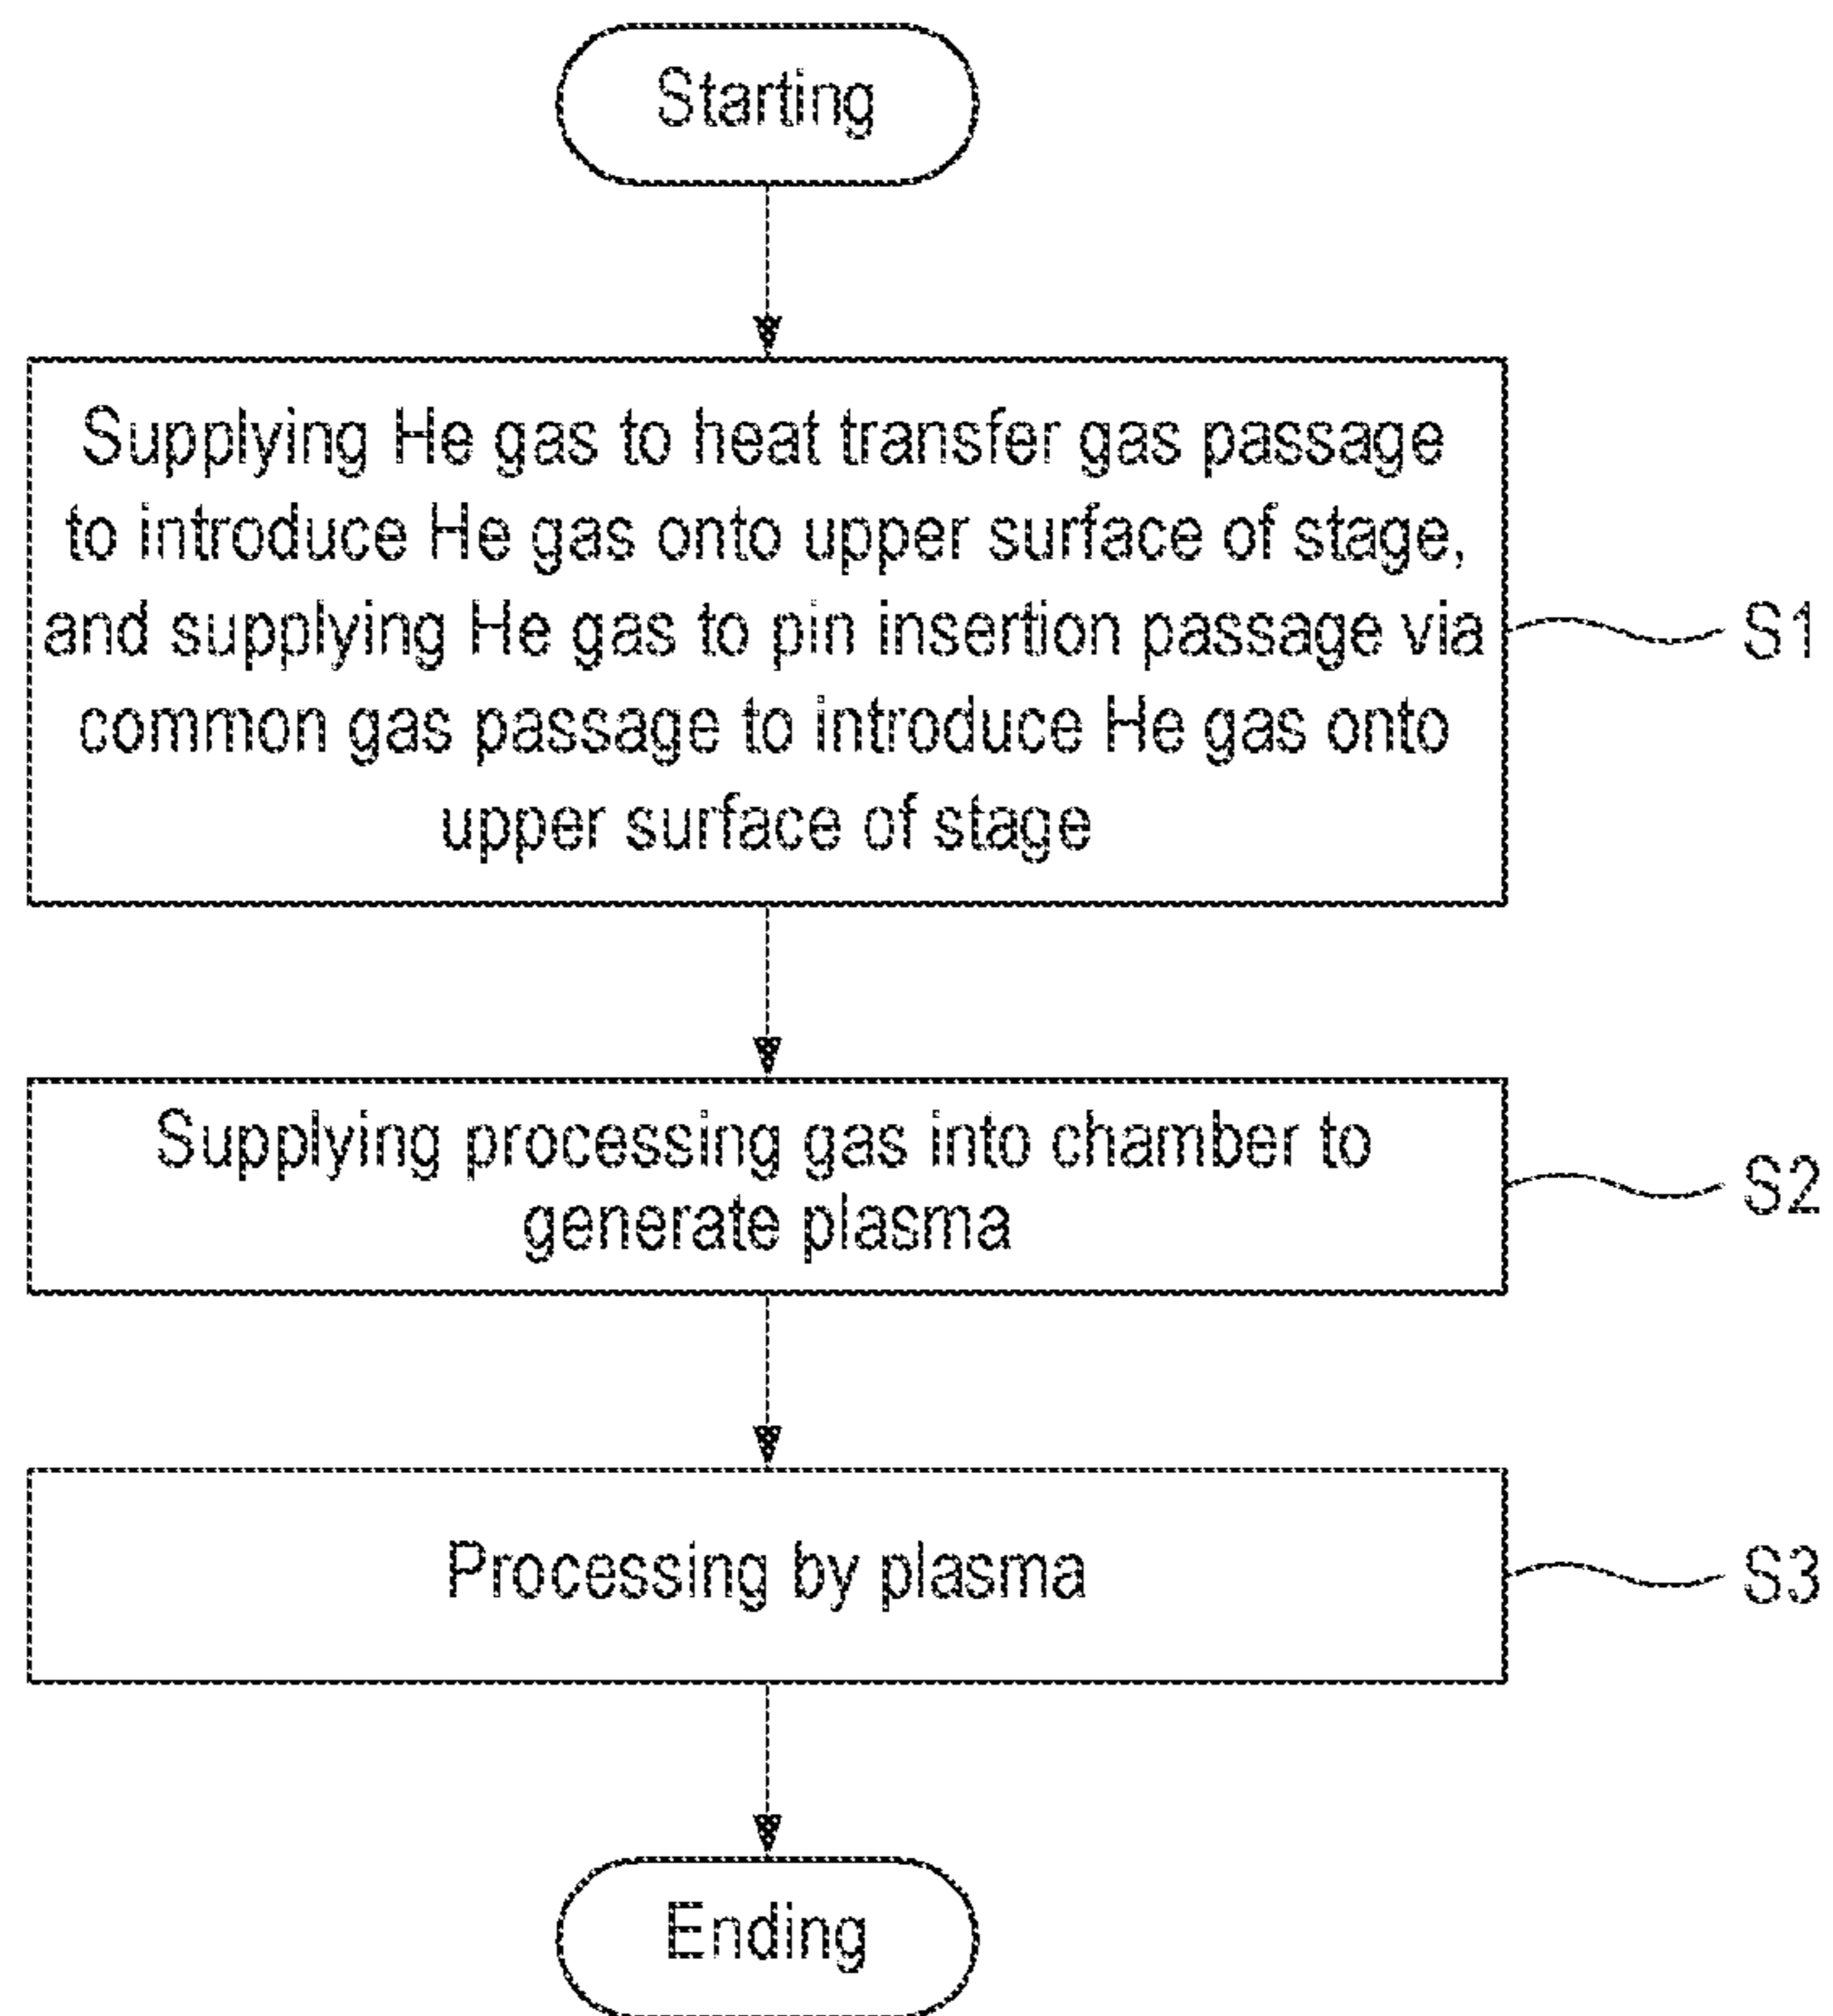 Starting
Supplying He gas to heat transfer gas passage
to introduce He gas onto upper surface of stage,
and supplying He gas to pin insertion passage via
common gas passage to introduce He gas onto
upper surface of stage
S1
Supplying processing gas into chamber to
generate plasma
S2
Processing by plasma
S3
Ending